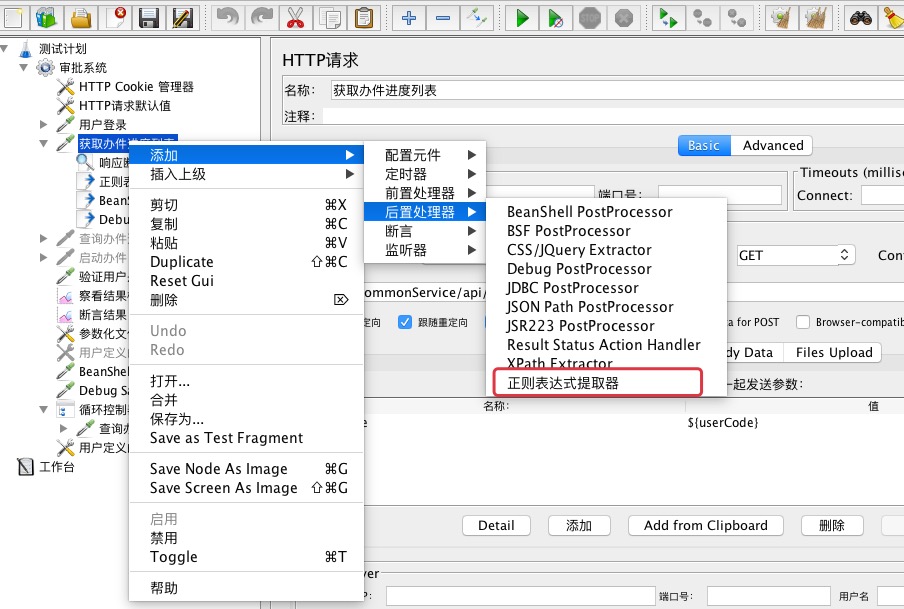 测试计划
审批系统
HTTP Cookie 管理器
HTTP请求默认值
用户登录
获取办件进度列表
响应断
正则表
BeanS
Debu
查询办件
启动办件
验证用户
察看结果
断言结果
参数化文
用户定义
BeanShel
Debug Sa
循环控制
查询办
用户定义
工作台
HTTP请求
名称: 获取办件进度列表
注释:
Basic Advanced
Timeouts (millise
端口号: Connect:
GET Con
ommonService/api/
定向 跟随重定向 a for POST Browser-compatib
dy Data Files Upload
一起发送参数:
名称: 值
e ${userCode}
Detail 添加 Add from Clipboard 删除
ver
P: 端口号: 用户名
添加
插入上级
剪切 ⌘X
复制 ⌘C
粘贴 ⌘V
Duplicate ⇧⌘C
Reset Gui
删除 ⌦
Undo
Redo
打开...
合并
保存为...
Save as Test Fragment
Save Node As Image ⌘G
Save Screen As Image ⇧⌘G
启用
禁用
Toggle ⌘T
帮助
配置元件
定时器
前置处理器
后置处理器
断言
监听器
BeanShell PostProcessor
BSF PostProcessor
CSS/JQuery Extractor
Debug PostProcessor
JDBC PostProcessor
JSON Path PostProcessor
JSR223 PostProcessor
Result Status Action Handler
XPath Extractor
正则表达式提取器